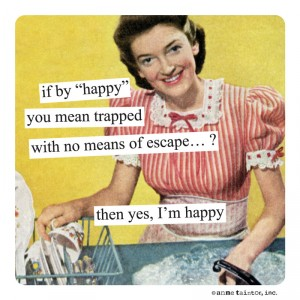 if by “happy”
you mean trapped
with no means of escape… ?
then yes, I’m happy
©anne taintor, inc.